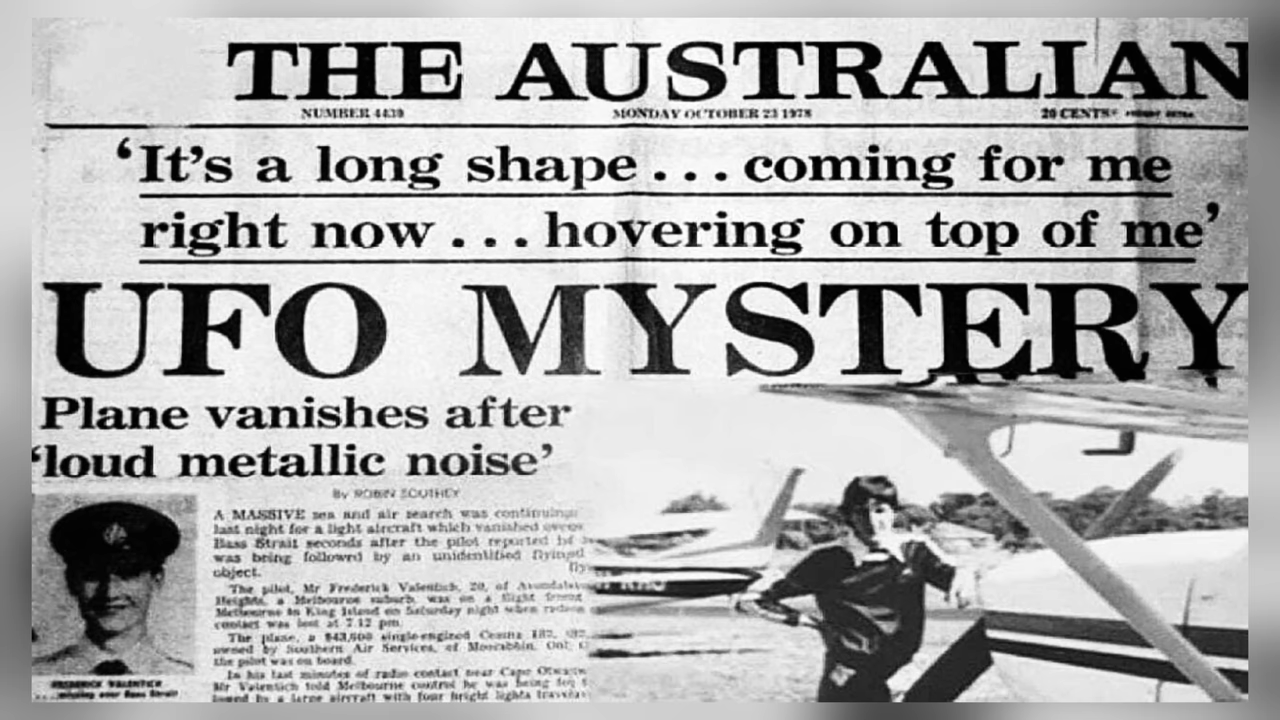 THE AUSTRALIAN
NUMBER 4439 MONDAY OCTOBER 23 1978 20 CENTS*
‘It's a long shape ... coming for me
right now ... hovering on top of me’
UFO MYSTERY
Plane vanishes after
‘loud metallic noise’
By ROBIN SOUTHEY
A MASSIVE sea and air search was continuing
last night for a light aircraft which vanished over
Bass Strait seconds after the pilot reported he
was being followed by an unidentified flying
object.
The pilot, Mr Frederick Valentich, 20, of Avondale
Heights, a Melbourne suburb, was on a flight from
Melbourne to King Island on Saturday night when radio
contact was lost at 7.12 pm.
The plane, a single-engined Cessna 182,
owned by Southern Air Services, of Moorabbin. Only
the pilot was on board.
In his last minutes of radio contact near Cape Otway
Mr Valentich told Melbourne control he was being
lowed by a large aircraft with four bright lights
FREDERICK VALENTICH
missing over Bass Strait